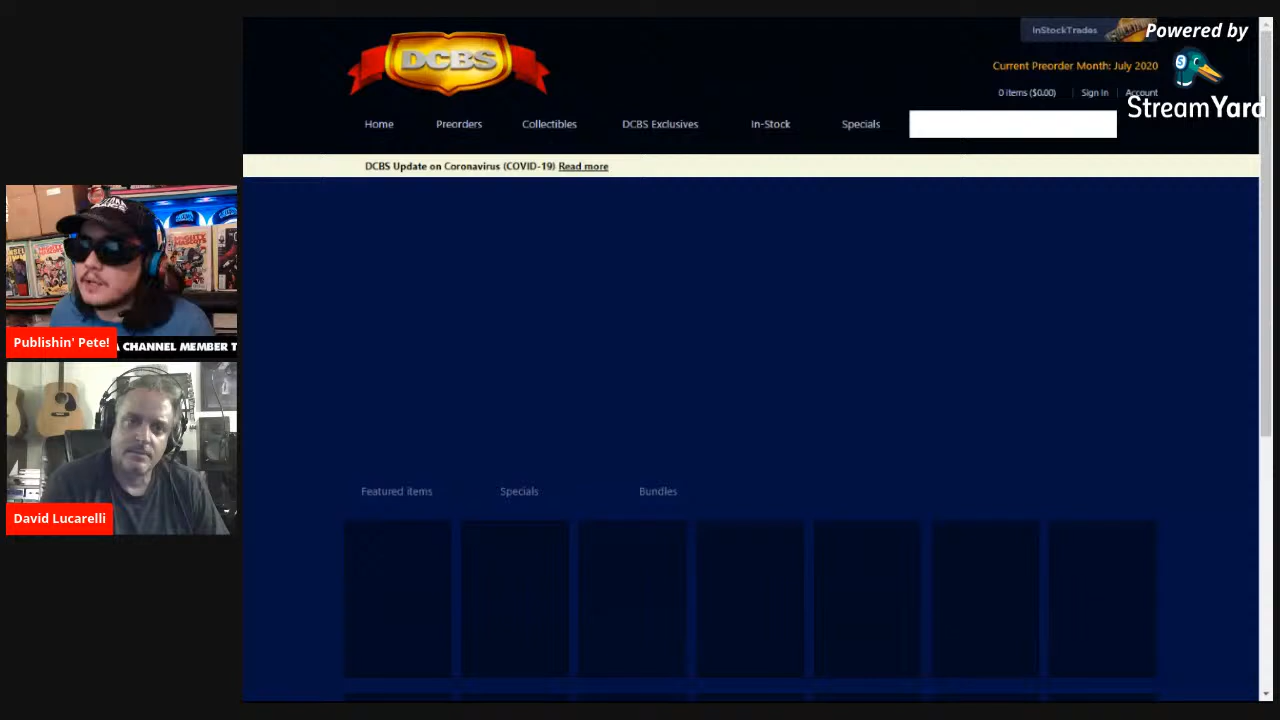 DCBS
InStockTrades
Powered by
StreamYard
Current Preorder Month: July 2020
0 items ($0.00)
Sign In
Account
Home
Preorders
Collectibles
DCBS Exclusives
In-Stock
Specials
DCBS Update on Coronavirus (COVID-19) Read more
Publishin' Pete!
A CHANNEL MEMBER T
David Lucarelli
Featured items
Specials
Bundles